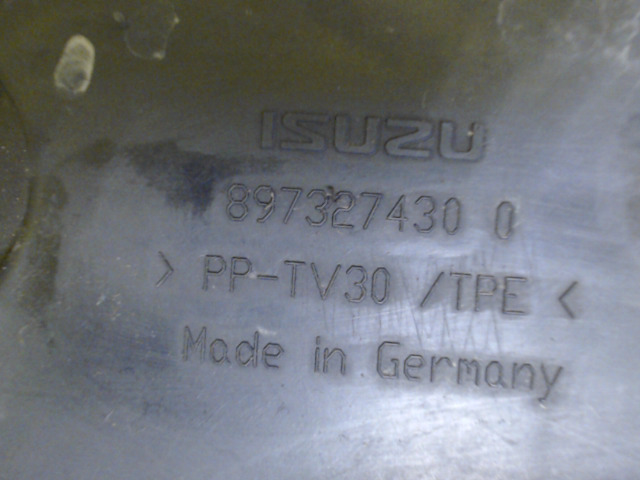 ISUZU
897327430 0
> PP-TV30 /TPE <
Made in Germany